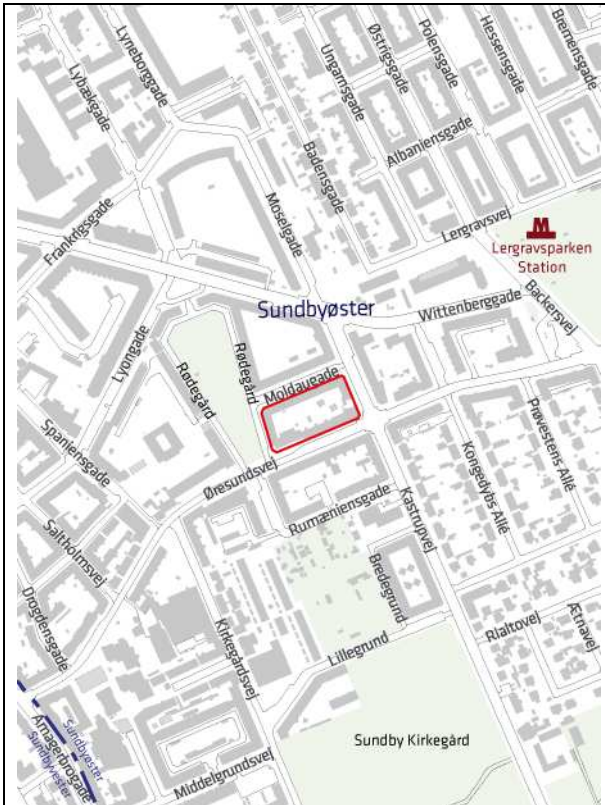 Lyneborggade
Lybækgade
Ungarnsgade
Østrigsgade
Polensgade
Hessensgade
Bremensgade
Badensgade
Albaniensgade
Moselgade
Frankrigsgade
Lergravsvej
M
Lergravsparken
Station
Backersvej
Sundbyøster
Wittenberggade
Lyongade
Rødegård
Rødegård
Moldaugade
Spaniensgade
Øresundsvej
Prøvestens Allé
Kongedybs Allé
Kastrupvej
Rumæniensgade
Saltholmsvej
Bredegrund
Drogdensgade
Kirkegårdsvej
Lillegrund
Rialtovej
Ætnavej
Sundbyøster
Sundbyvester
Amagerbrogade
Sundby Kirkegård
Middelgrundsvej